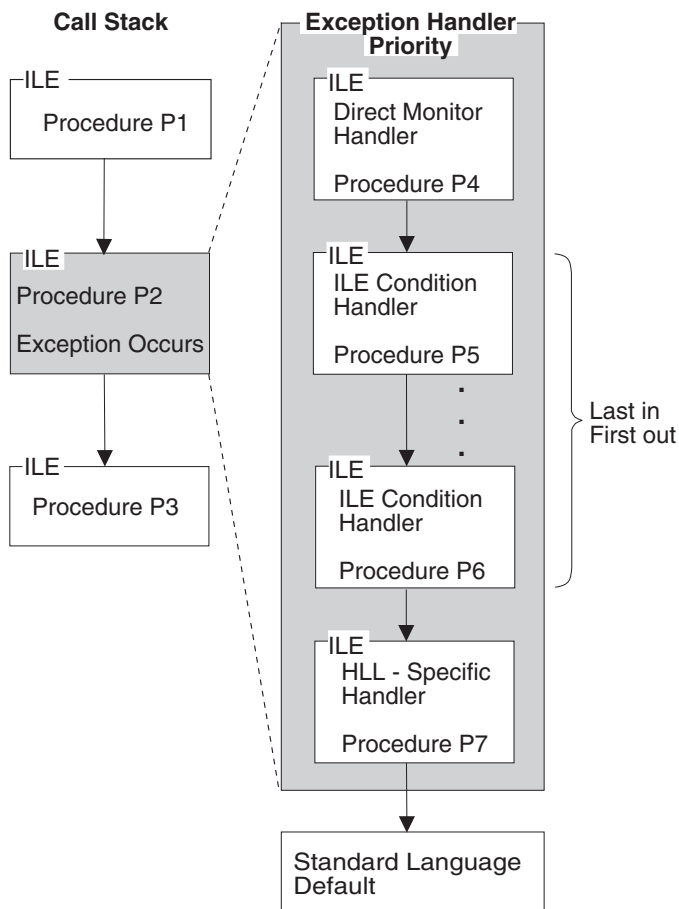 Call Stack
ILE
Procedure P1
ILE
Procedure P2
Exception Occurs
ILE
Procedure P3
Exception Handler
Priority
ILE
Direct Monitor
Handler
Procedure P4
ILE
ILE Condition
Handler
Procedure P5
.
.
.
ILE
ILE Condition
Handler
Procedure P6
Last in
First out
ILE
HLL - Specific
Handler
Procedure P7
Standard Language
Default